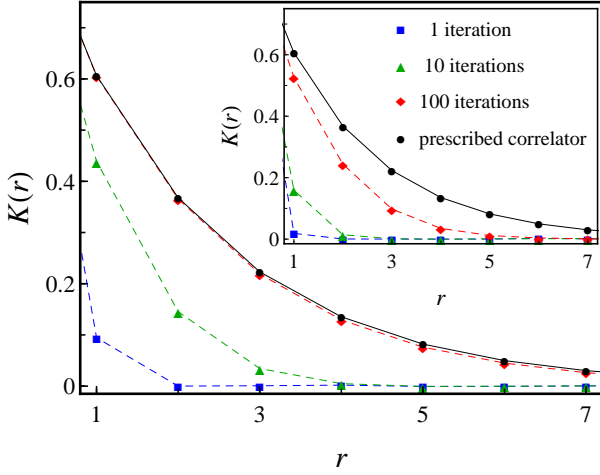 K(r)
0.6
0.4
0.2
0
1
3
5
7
r
K(r)
0.6
0.4
0.2
0
1
3
5
7
r
1 iteration
10 iterations
100 iterations
prescribed correlator